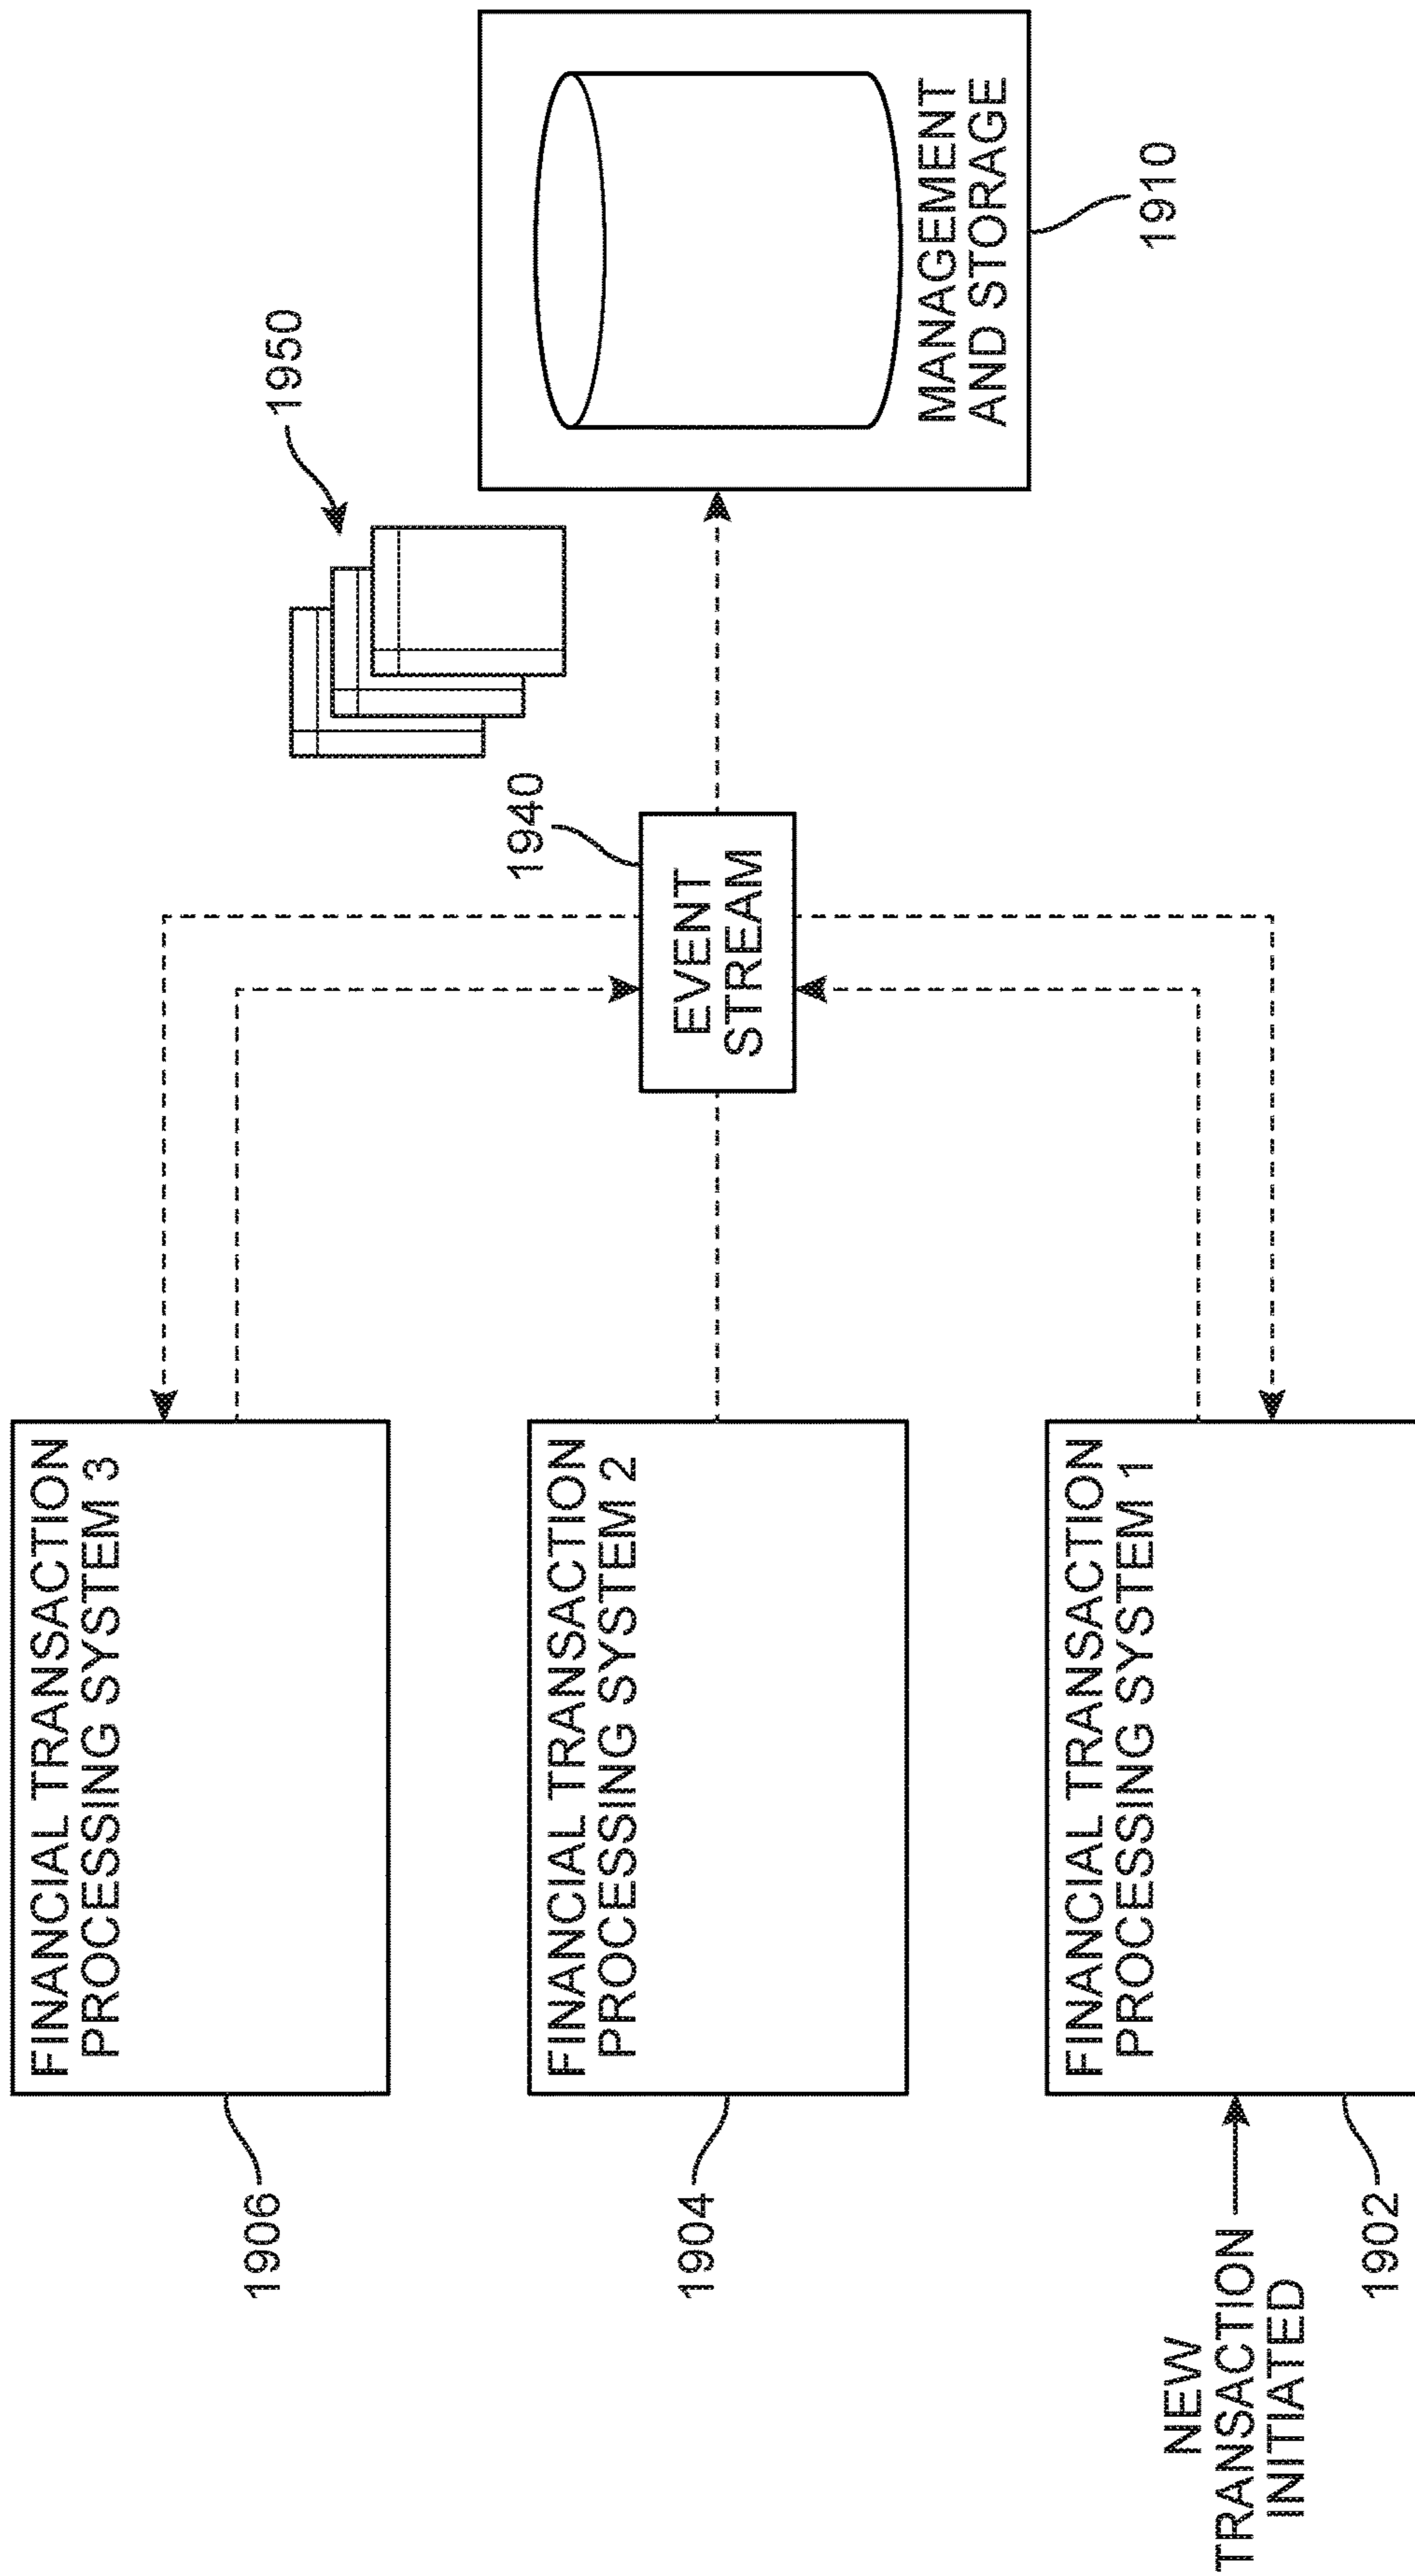 1906
FINANCIAL TRANSACTION
PROCESSING SYSTEM 3
1904
FINANCIAL TRANSACTION
PROCESSING SYSTEM 2
NEW
TRANSACTION
INITIATED
1902
FINANCIAL TRANSACTION
PROCESSING SYSTEM 1
1940
EVENT
STREAM
1950
MANAGEMENT
AND STORAGE
1910